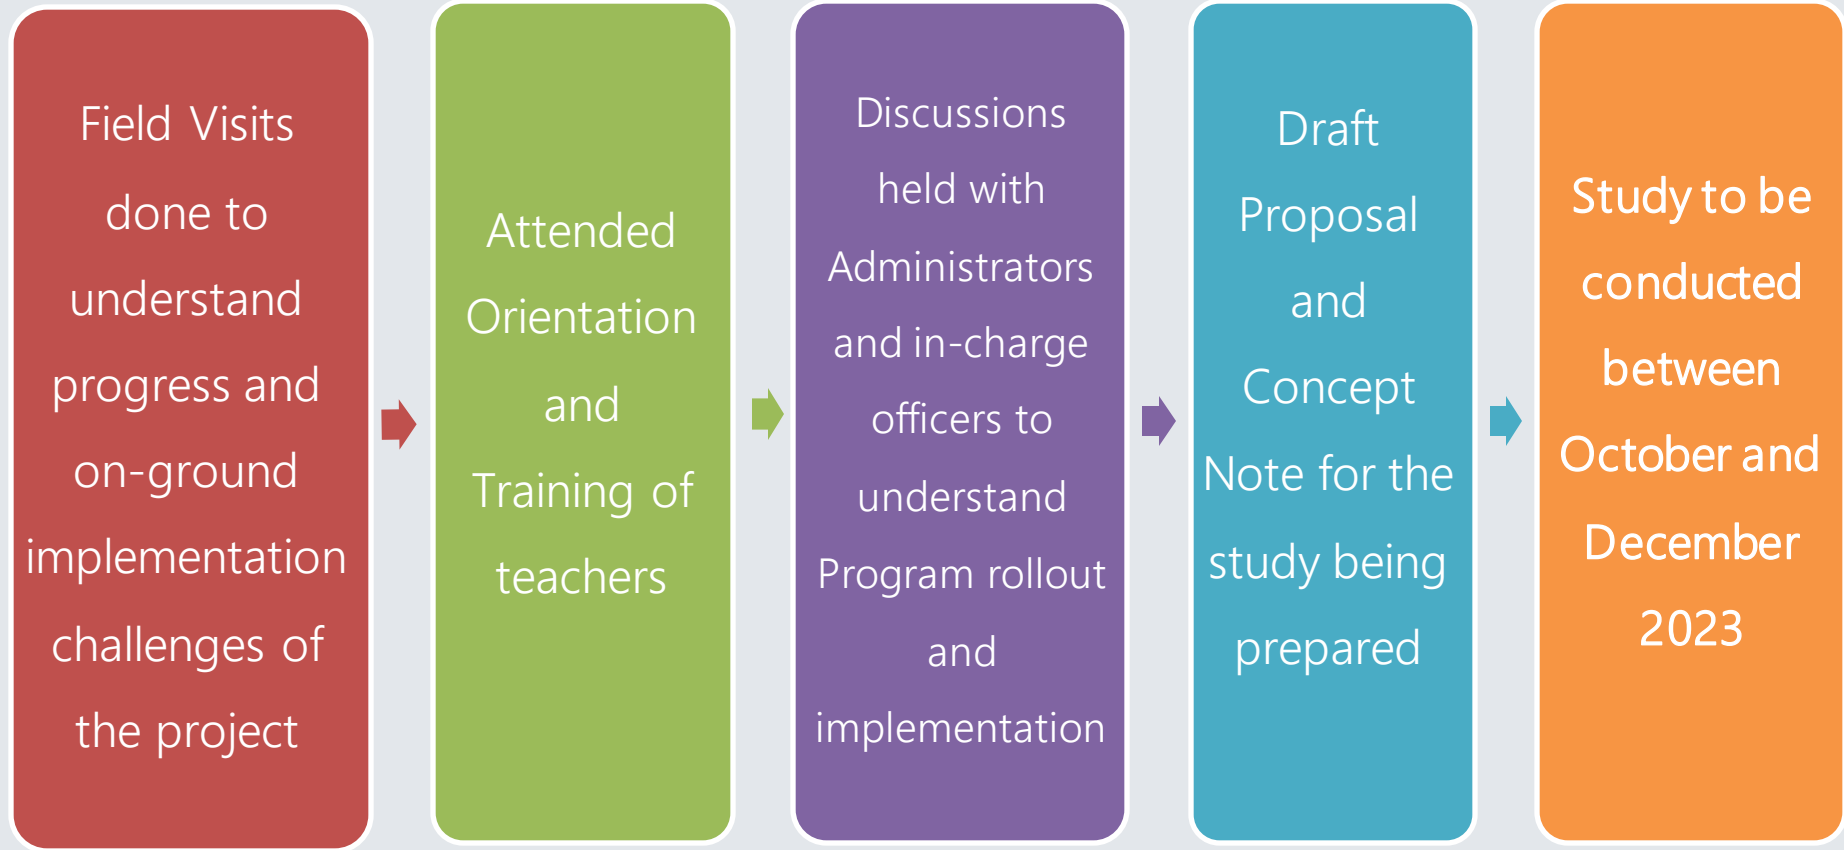 Field Visits
done to
understand
progress and
on-ground
implementation
challenges of
the project
Attended
Orientation
and
Training of
teachers
Discussions
held with
Administrators
and in-charge
officers to
understand
Program rollout
and
implementation
Draft
Proposal
and
Concept
Note for the
study being
prepared
Study to be
conducted
between
October and
December
2023